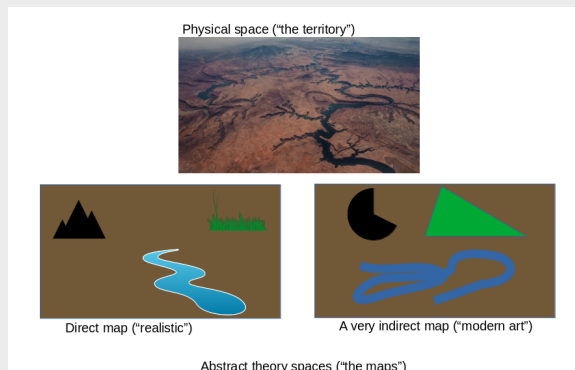 Physical space (“the territory”)
Direct map (“realistic”)
A very indirect map (“modern art”)
Abstract theory spaces (“the maps”)